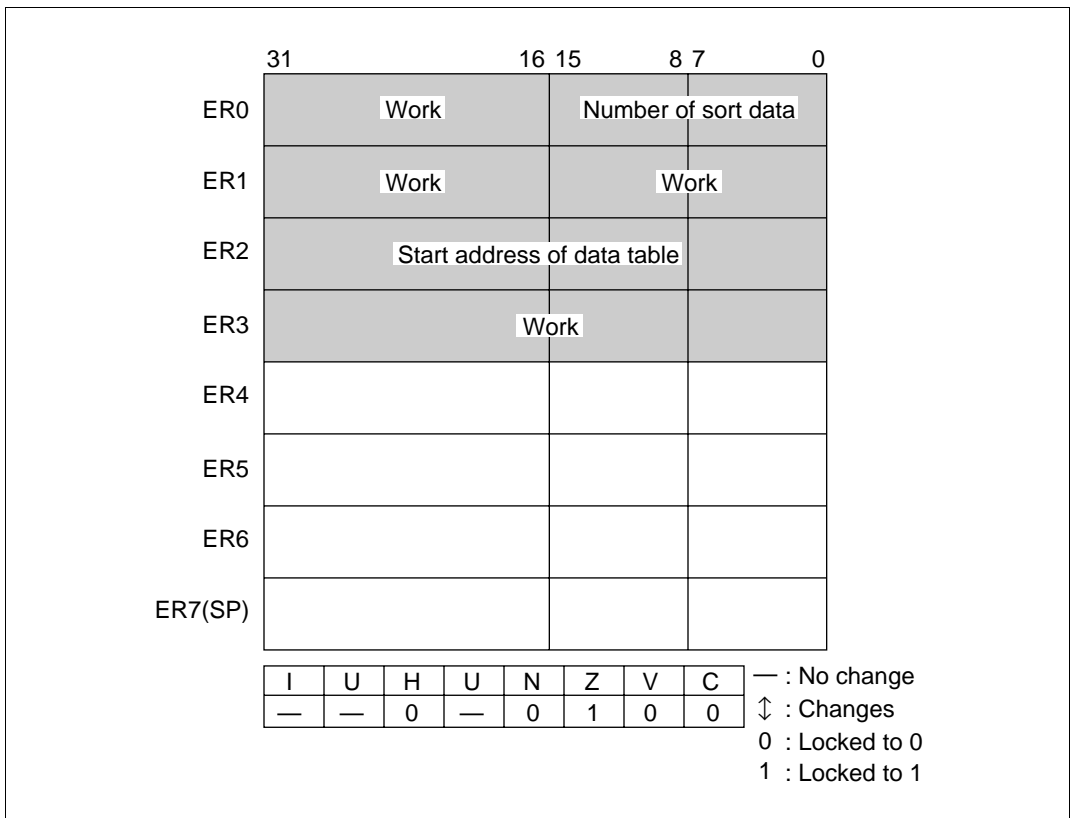 31 16 15 8 7 0
ER0 Work Number of sort data
ER1 Work Work
ER2 Start address of data table
ER3 Work
ER4
ER5
ER6
ER7(SP)
I U H U N Z V C — : No change
— — 0 — 0 1 0 0 ↕ : Changes
0 : Locked to 0
1 : Locked to 1